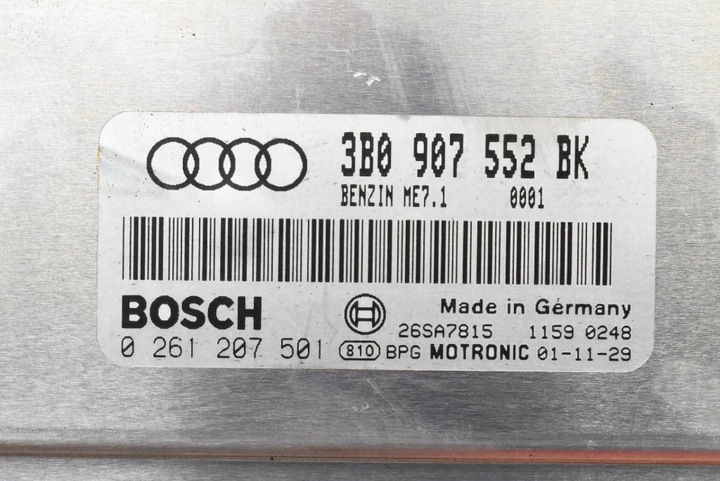 3B0 907 552 BK
BENZIN ME7.1 0001
BOSCH
Made in Germany
26SA7815 1159 0248
0 261 207 501
810 BPG MOTRONIC 01-11-29